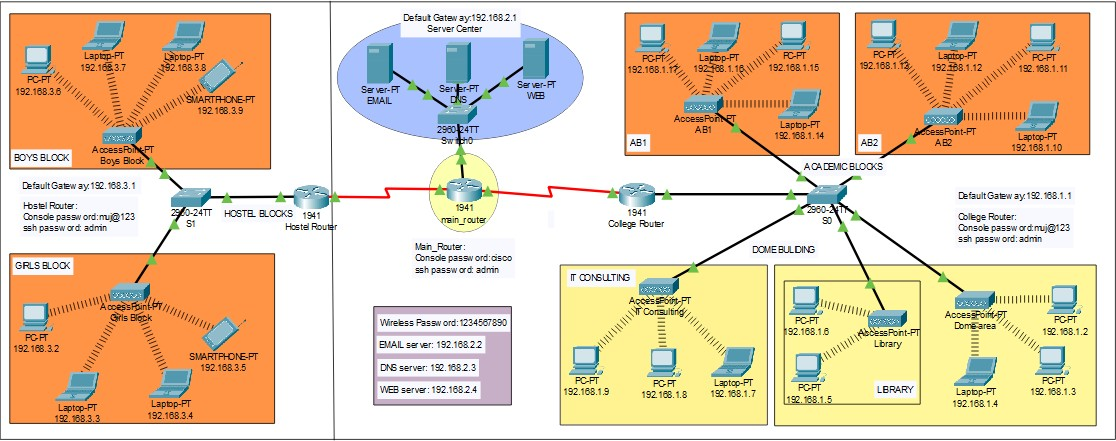 PC-PT
192.168.3.6
Laptop-PT
192.168.3.7
Laptop-PT
192.168.3.8
SMARTPHONE-PT
192.168.3.9
AccessPoint-PT
Boys Block
BOYS BLOCK
Default Gateway:192.168.3.1
Hostel Router:
Console password:muj@123
ssh password: admin
2960-24TT
S1
HOSTEL BLOCKS
1941
Hostel Router
GIRLS BLOCK
AccessPoint-PT
Girls Block
PC-PT
192.168.3.2
Laptop-PT
192.168.3.3
Laptop-PT
192.168.3.4
SMARTPHONE-PT
192.168.3.5
Default Gateway:192.168.2.1
Server Center
Server-PT
EMAIL
Server-PT
DNS
Server-PT
WEB
2960-24TT
Switch0
1941
main_router
Main_Router:
Console password:cisco
ssh password: admin
Wireless Password:1234567890
EMAIL server: 192.168.2.2
DNS server: 192.168.2.3
WEB server: 192.168.2.4
1941
College Router
PC-PT
Laptop-PT
192.168.1.16
PC-PT
192.168.1.15
Laptop-PT
192.168.1.14
AccessPoint-PT
AB1
AB1
PC-PT
Laptop-PT
192.168.1.12
PC-PT
192.168.1.11
Laptop-PT
192.168.1.10
AccessPoint-PT
AB2
AB2
ACADEMIC BLOCKS
2960-24TT
S0
Default Gateway:192.168.1.1
College Router:
Console password:muj@123
ssh password: admin
DOME BULIDING
IT CONSULTING
AccessPoint-PT
IT Consulting
PC-PT
192.168.1.9
PC-PT
192.168.1.8
Laptop-PT
192.168.1.7
PC-PT
192.168.1.6
PC-PT
192.168.1.5
AccessPoint-PT
Library
LIBRARY
AccessPoint-PT
Dome area
PC-PT
192.168.1.2
PC-PT
192.168.1.3
Laptop-PT
192.168.1.4